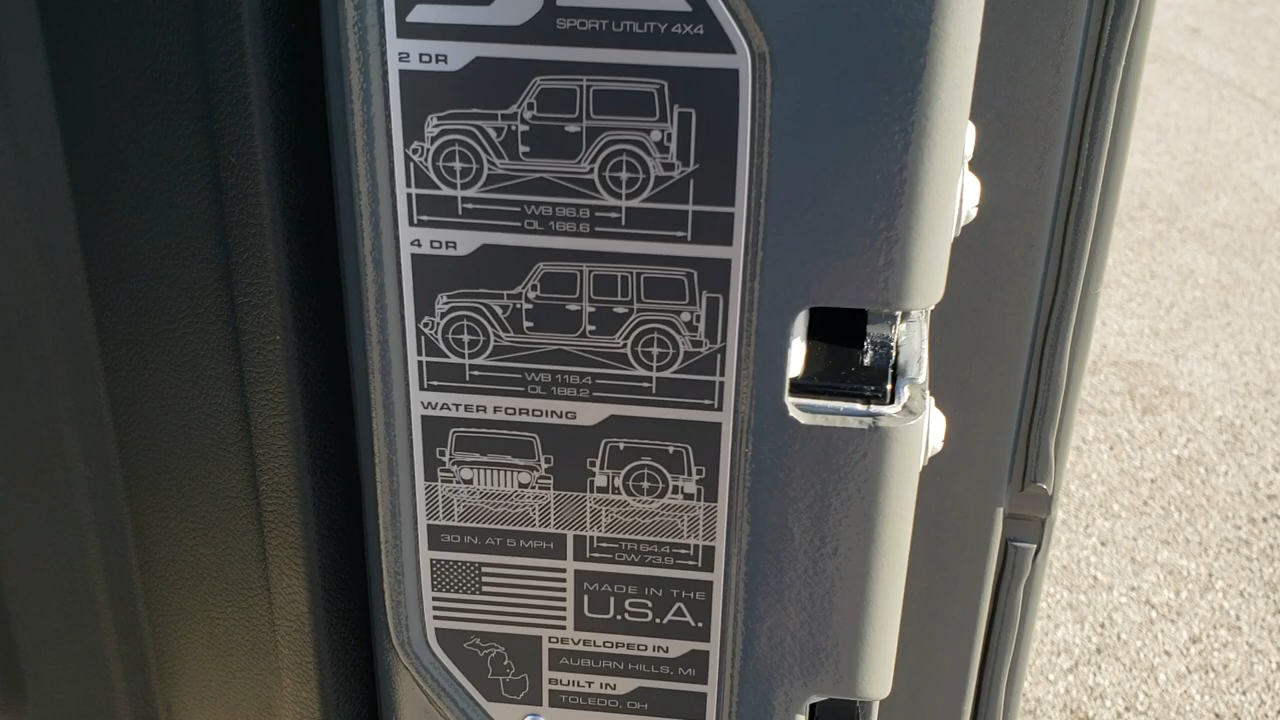 SPORT UTILITY 4X4
2 DR
WB 96.8
OL 166.6
4 DR
WB 118.4
OL 188.2
WATER FORDING
30 IN. AT 5 MPH
TR 64.4
OW 73.9
MADE IN THE
U.S.A.
DEVELOPED IN
AUBURN HILLS, MI
BUILT IN
TOLEDO, OH